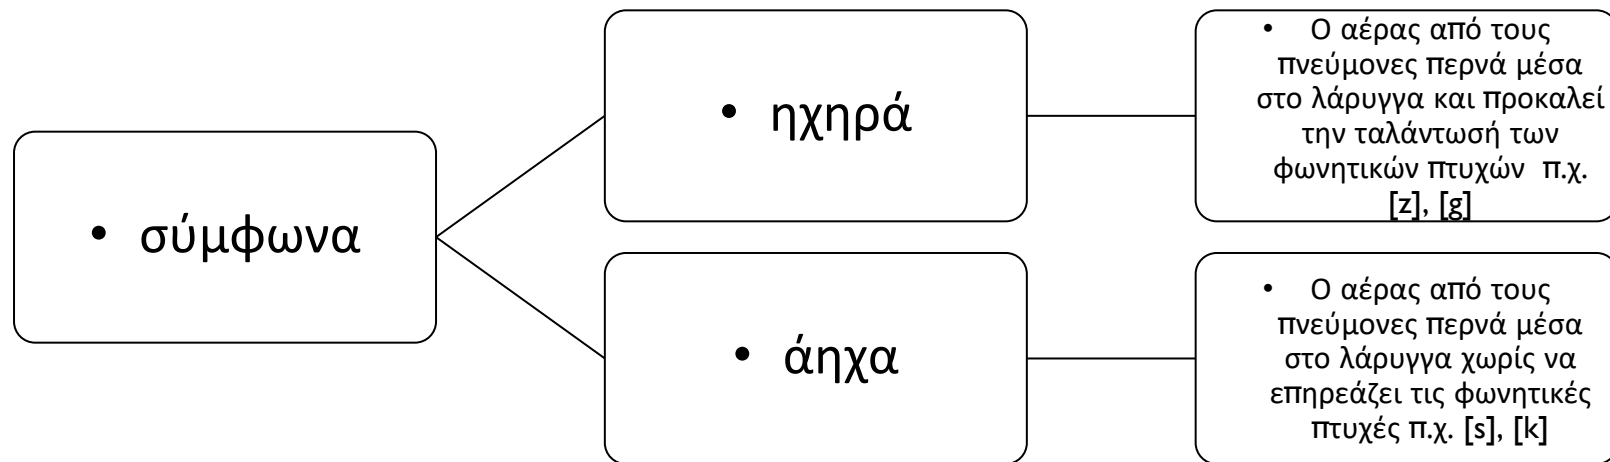 • σύμφωνα
• ηχηρά
• Ο αέρας από τους
πνεύμονες περνά μέσα
στο λάρυγγα και προκαλεί
την ταλάντωσή των
φωνητικών πτυχών π.χ.
[z], [g]
• άηχα
• Ο αέρας από τους
πνεύμονες περνά μέσα
στο λάρυγγα χωρίς να
επηρεάζει τις φωνητικές
πτυχές π.χ. [s], [k]